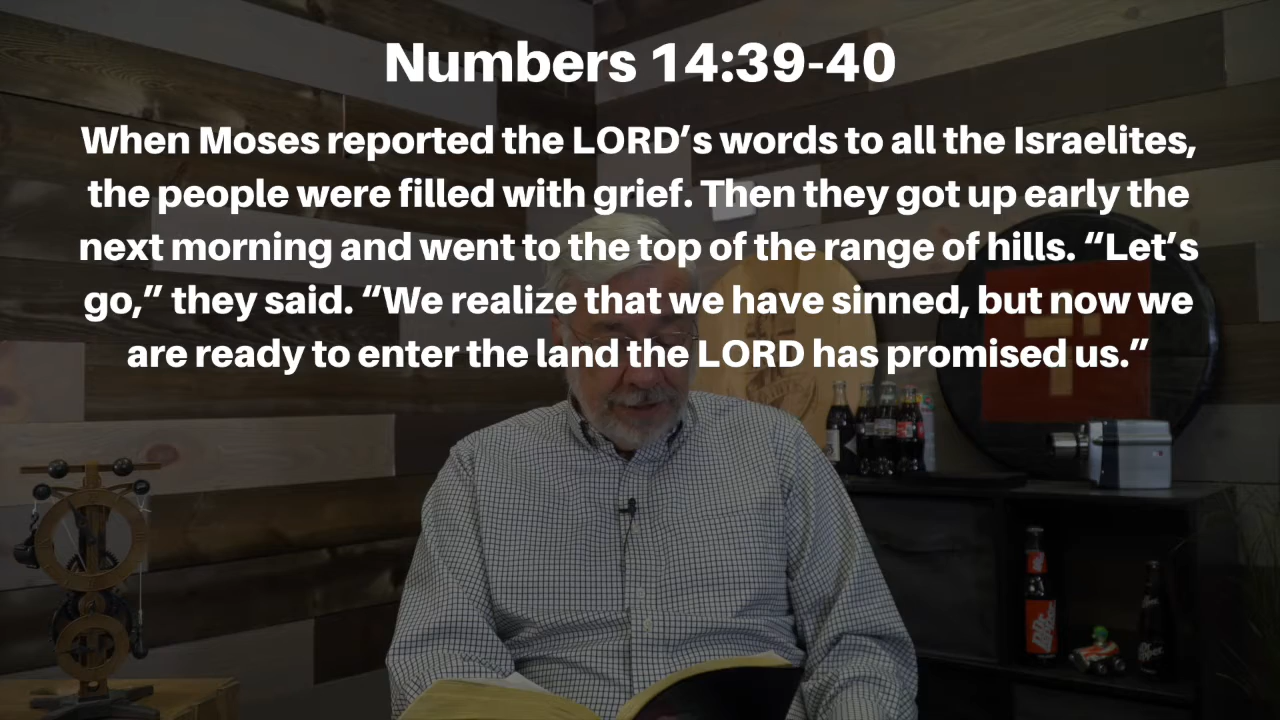 Numbers 14:39-40
When Moses reported the LORD’s words to all the Israelites,
the people were filled with grief. Then they got up early the
next morning and went to the top of the range of hills. “Let’s
go,” they said. “We realize that we have sinned, but now we
are ready to enter the land the LORD has promised us.”